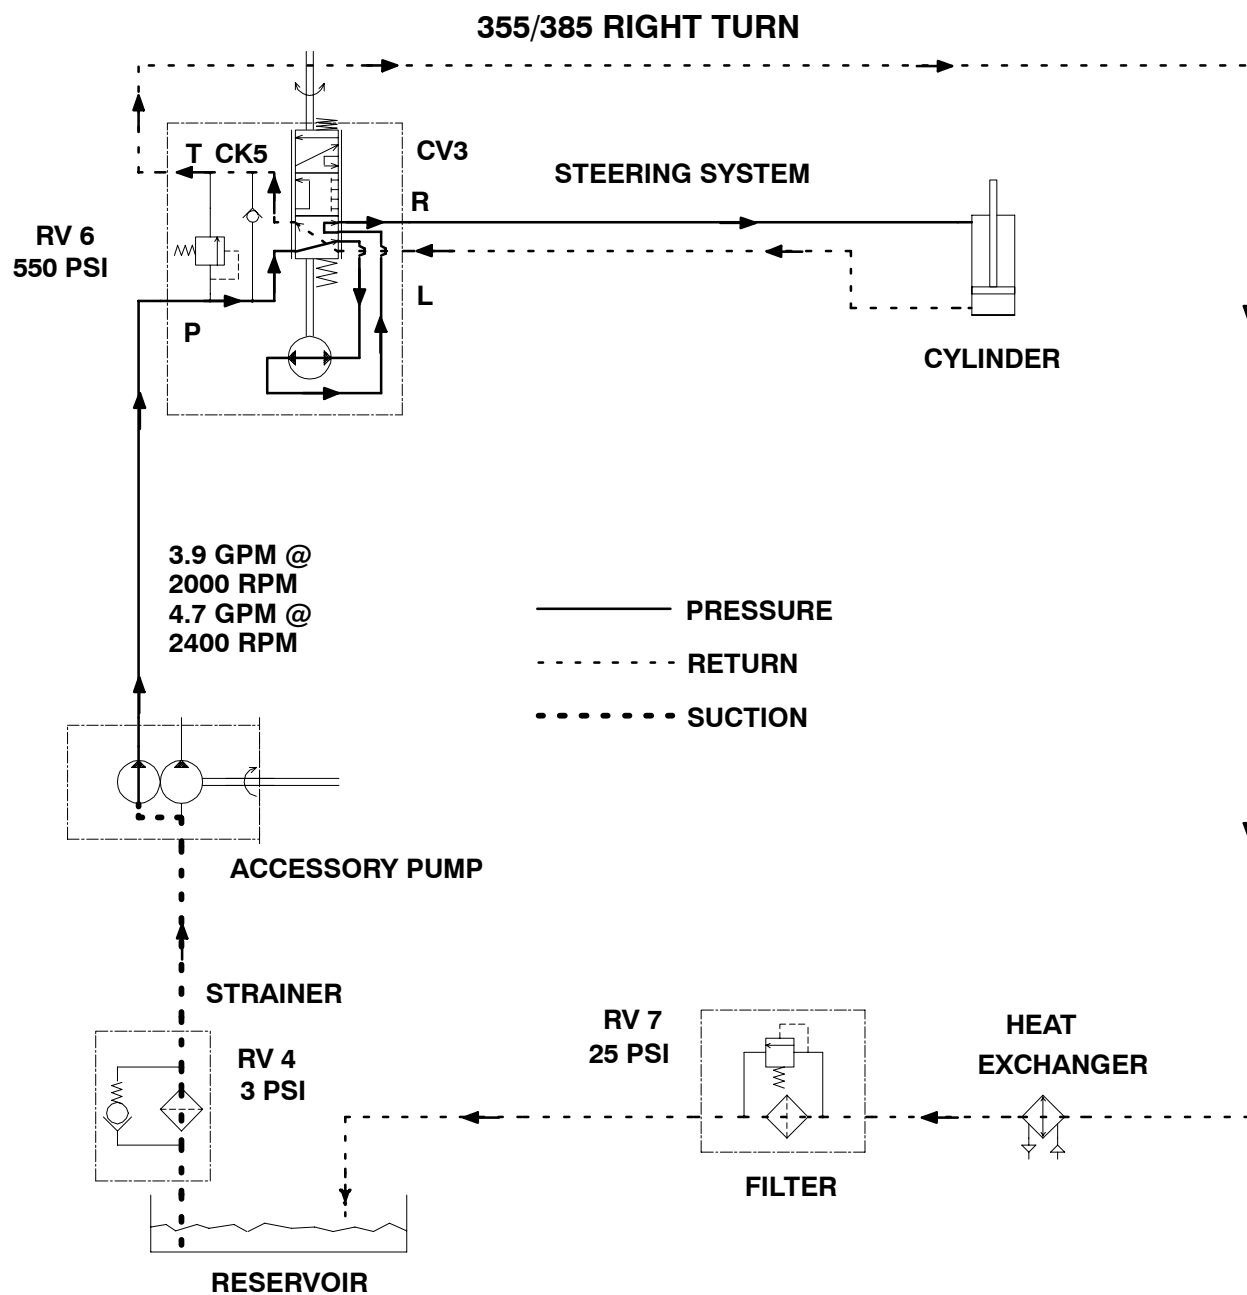 355/385 RIGHT TURN
T CK5
CV3
STEERING SYSTEM
R
RV 6
550 PSI
L
P
CYLINDER
3.9 GPM @
2000 RPM
4.7 GPM @
2400 RPM
PRESSURE
RETURN
SUCTION
ACCESSORY PUMP
STRAINER
RV 4
3 PSI
RV 7
25 PSI
HEAT
EXCHANGER
FILTER
RESERVOIR